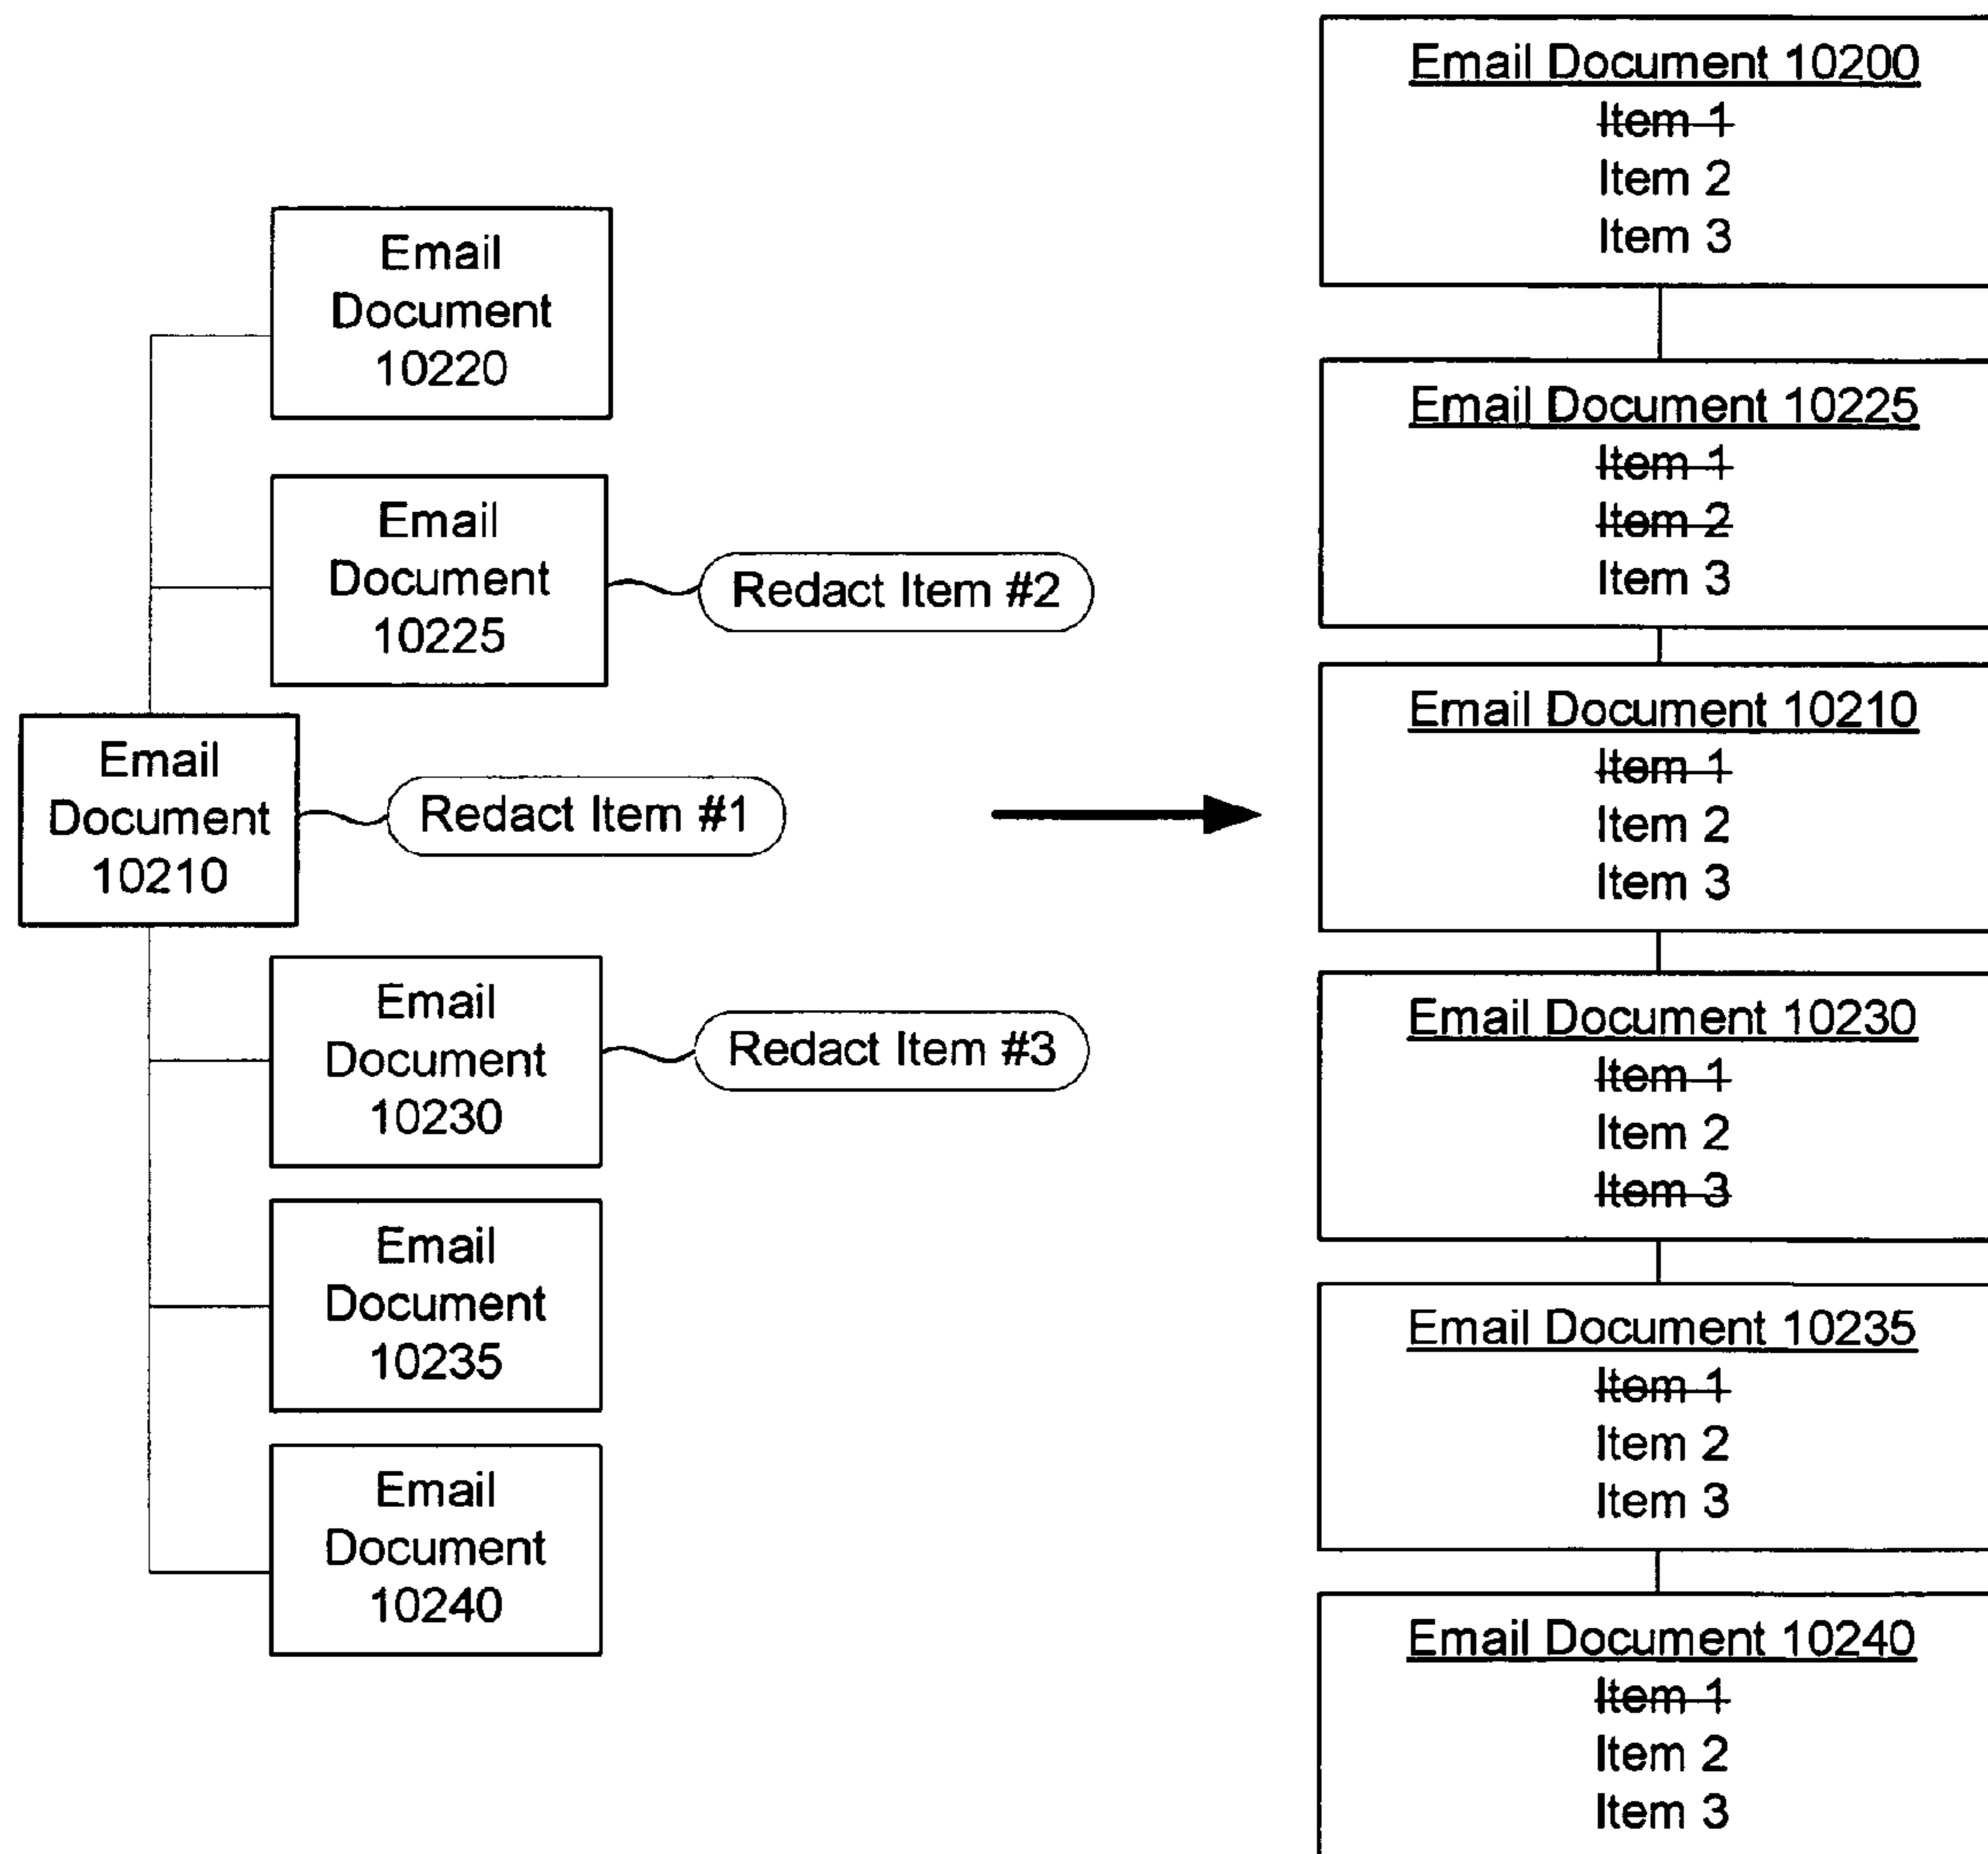 Email
Document
10220
Email
Document
10225
Redact Item #2
Email
Document
10210
Redact Item #1
Email
Document
10230
Redact Item #3
Email
Document
10235
Email
Document
10240
Email Document 10200
Item 1
Item 2
Item 3
Email Document 10225
Item 1
Item 2
Item 3
Email Document 10210
Item 1
Item 2
Item 3
Email Document 10230
Item 1
Item 2
Item 3
Email Document 10235
Item 1
Item 2
Item 3
Email Document 10240
Item 1
Item 2
Item 3